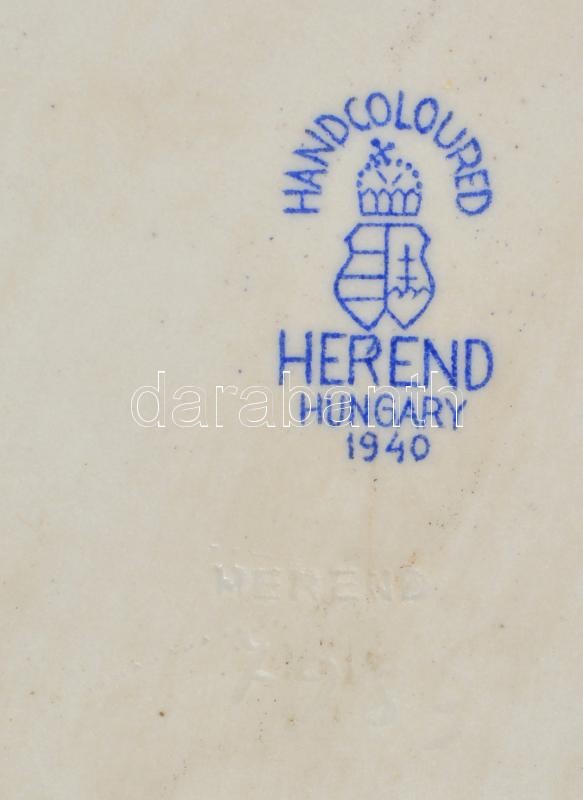 HANDCOLOURED
HEREND
darabanth
HUNGARY
1940
HEREND